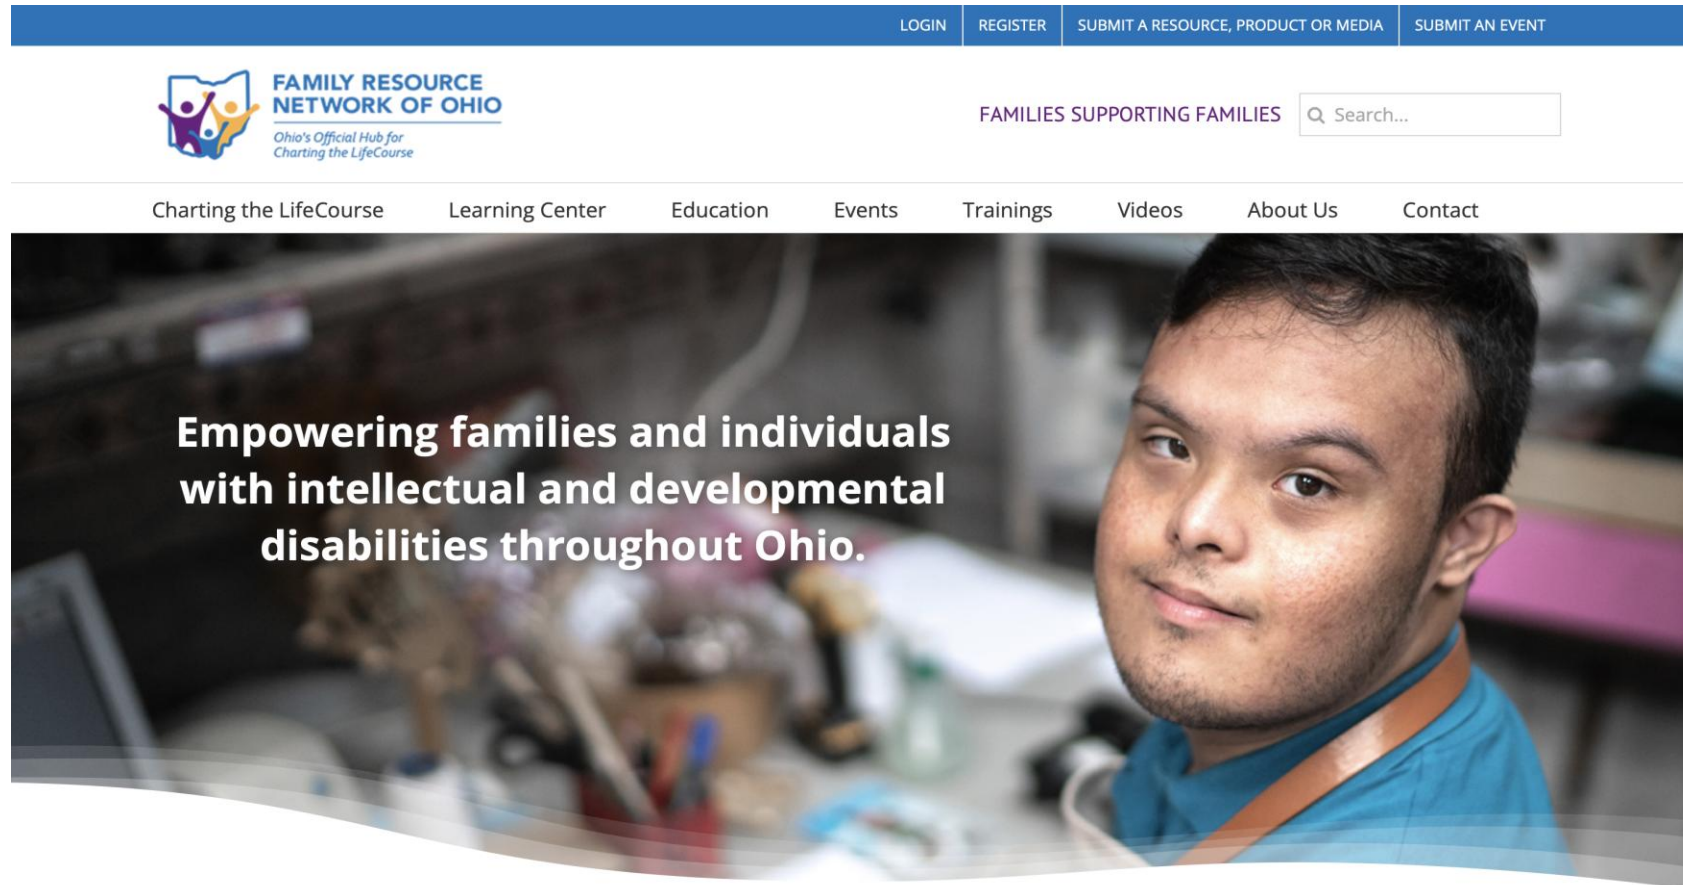 LOGIN
REGISTER
SUBMIT A RESOURCE, PRODUCT OR MEDIA
SUBMIT AN EVENT
FAMILY RESOURCE
NETWORK OF OHIO
Ohio's Official Hub for
Charting the LifeCourse
FAMILIES SUPPORTING FAMILIES
Search...
Charting the LifeCourse
Learning Center
Education
Events
Trainings
Videos
About Us
Contact
Empowering families and individuals
with intellectual and developmental
disabilities throughout Ohio.